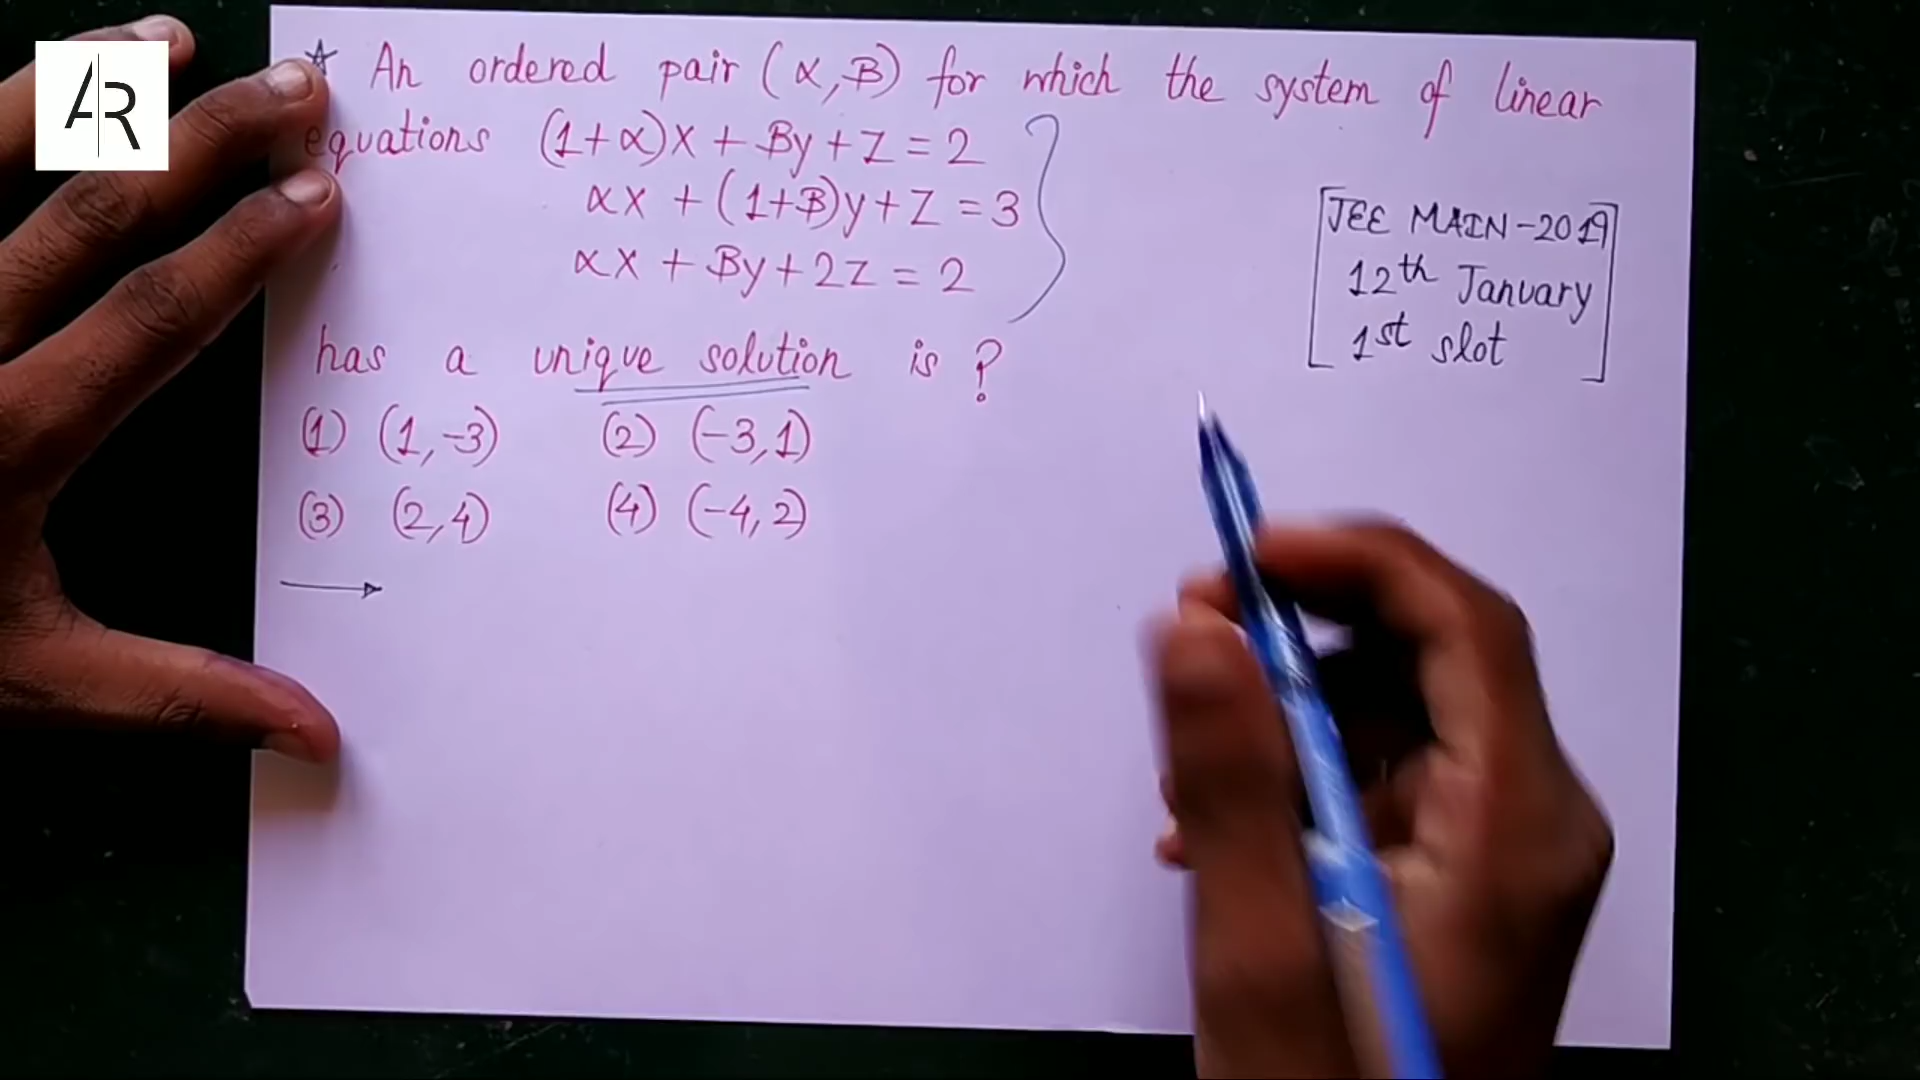 AR
☆ An ordered pair (α, B) for which the system of linear
equations (1+α)x + By + z = 2
αx + (1+B)y + z = 3
αx + By + 2z = 2
has a unique solution is ?
[JEE MAIN-2019
12th January
1st slot]
(1) (1, -3) (2) (-3, 1)
(3) (2, 4) (4) (-4, 2)